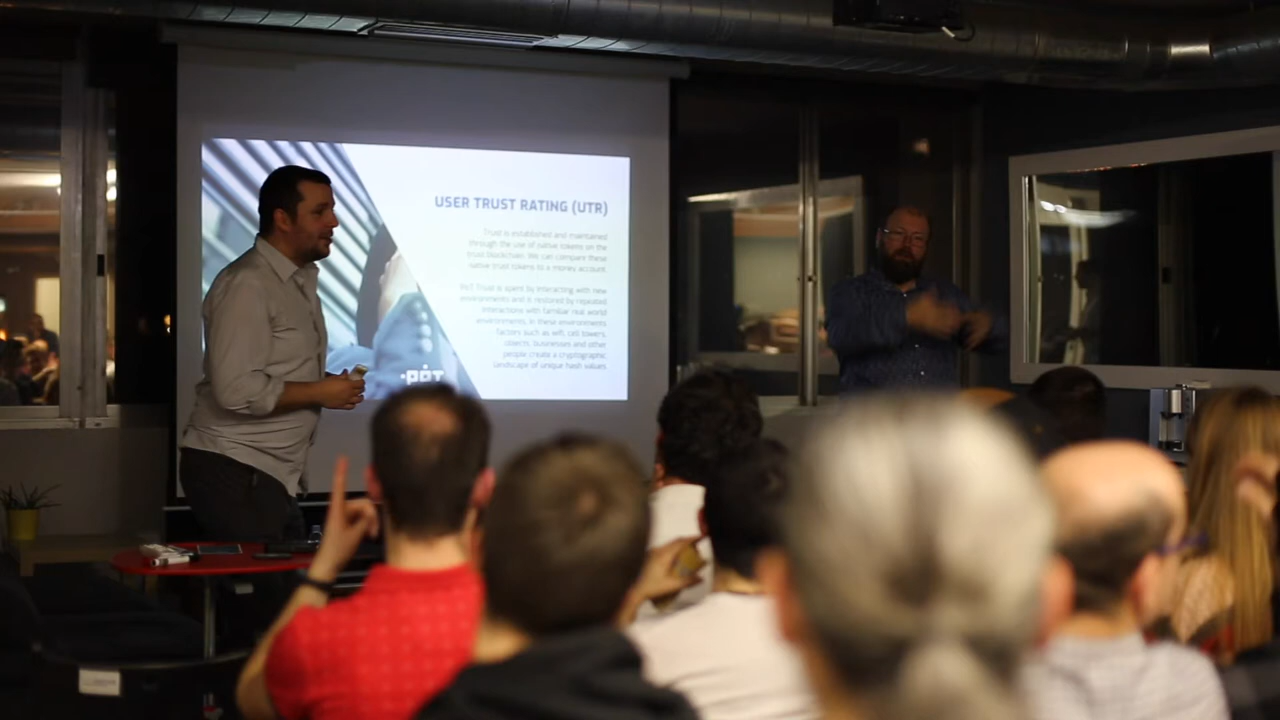 USER TRUST RATING (UTR)
Trust is established and maintained
through the use of native tokens on the
trust blockchain. We can compare these
native trust tokens to a money account.
PoT Trust is spent by interacting with new
environments and is restored by repeated
interactions with familiar real world
environments, in these environments
factors such as wifi, cell towers,
objects, businesses and other
people create a cryptographic
landscape of unique hash values